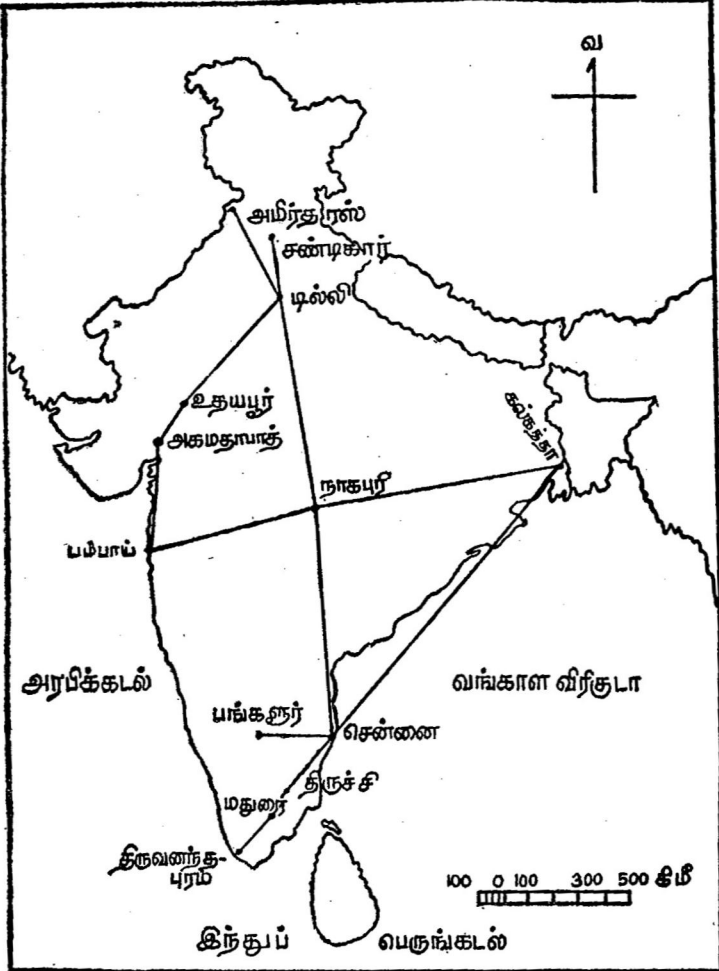 வ
அமிர்தரஸ்
சண்டிகார்
டில்லி
உதயபூர்
அகமதாபாத்
கல்கத்தா
நாகபுரி
பம்பாய்
அரபிக்கடல்
வங்காள விரிகுடா
பங்களுர்
சென்னை
திருச்சி
மதுரை
திருவனந்த-
புரம்
100 0 100 300 500 கிமீ
இந்துப் பெருங்கடல்